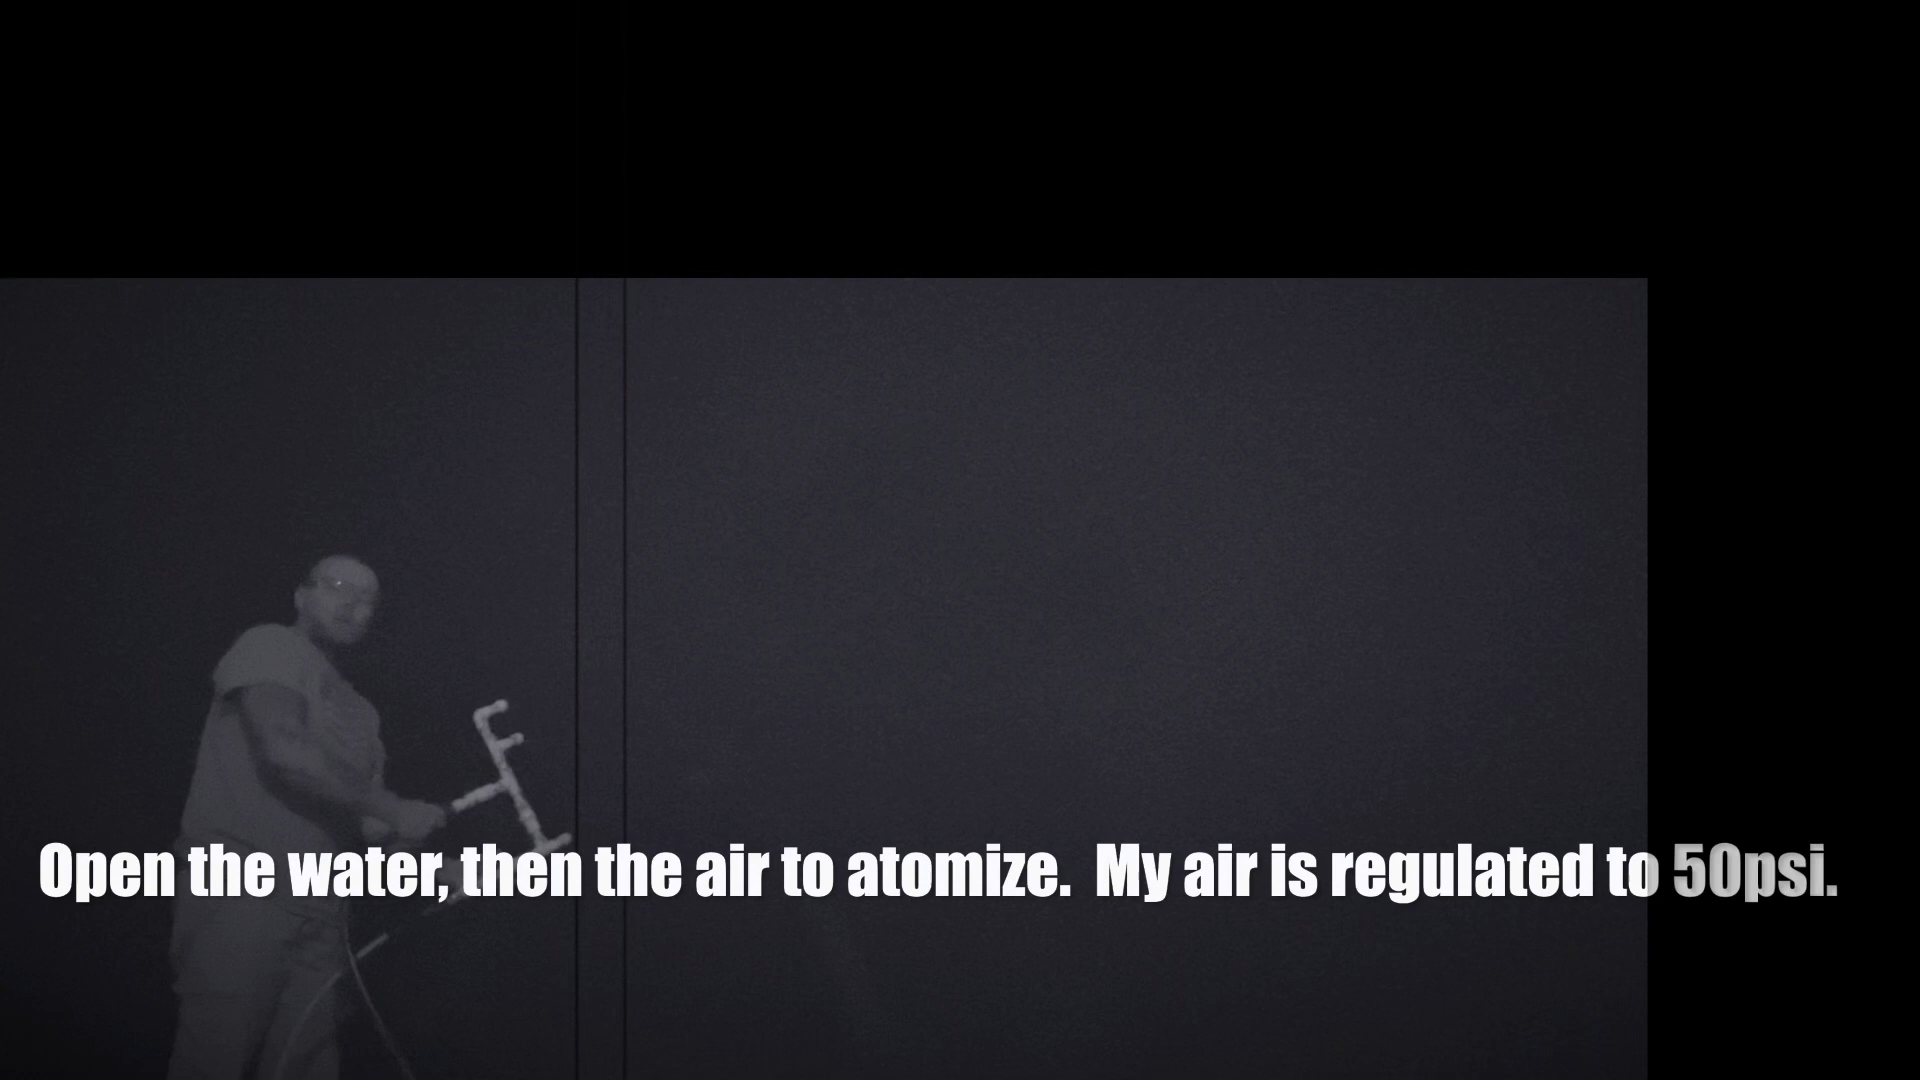 Open the water, then the air to atomize.  My air is regulated to 50psi.